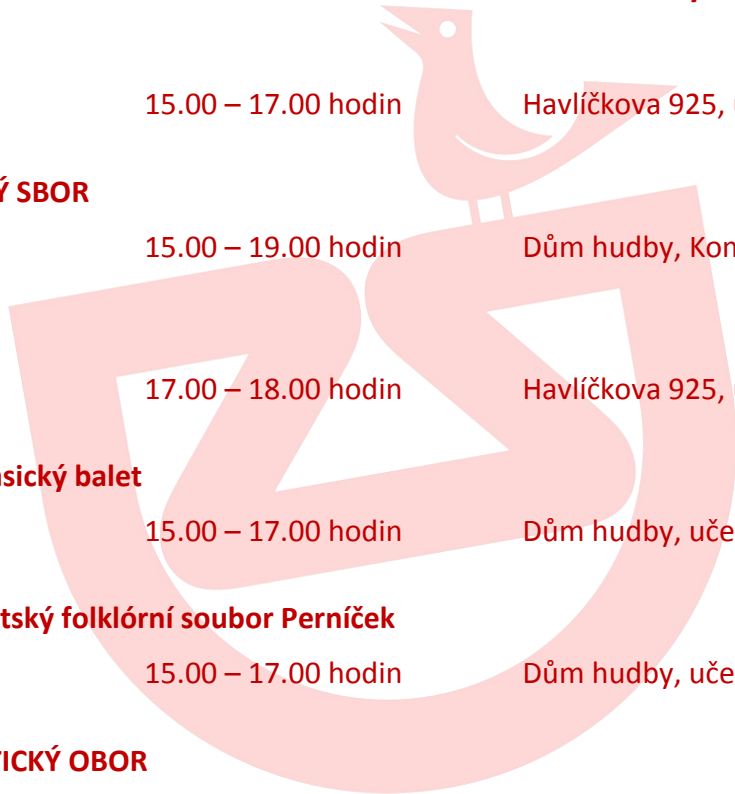 15.00 – 17.00 hodin Havlíčkova 925,
Ý SBOR
15.00 – 19.00 hodin Dům hudby, Kon
17.00 – 18.00 hodin Havlíčkova 925,
sický balet
15.00 – 17.00 hodin Dům hudby, uče
tský folklórní soubor Perníček
15.00 – 17.00 hodin Dům hudby, uče
TICKÝ OBOR